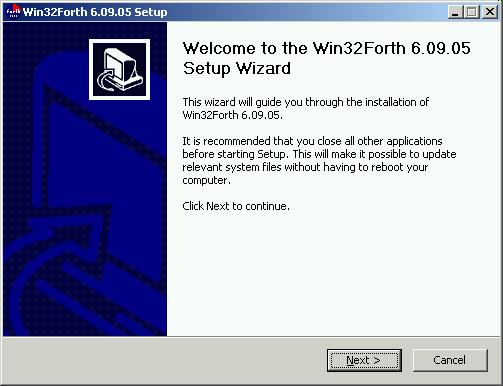 Win32Forth 6.09.05 Setup
Welcome to the Win32Forth 6.09.05
Setup Wizard
This wizard will guide you through the installation of
Win32Forth 6.09.05.
It is recommended that you close all other applications
before starting Setup. This will make it possible to update
relevant system files without having to reboot your
computer.
Click Next to continue.
Next >
Cancel